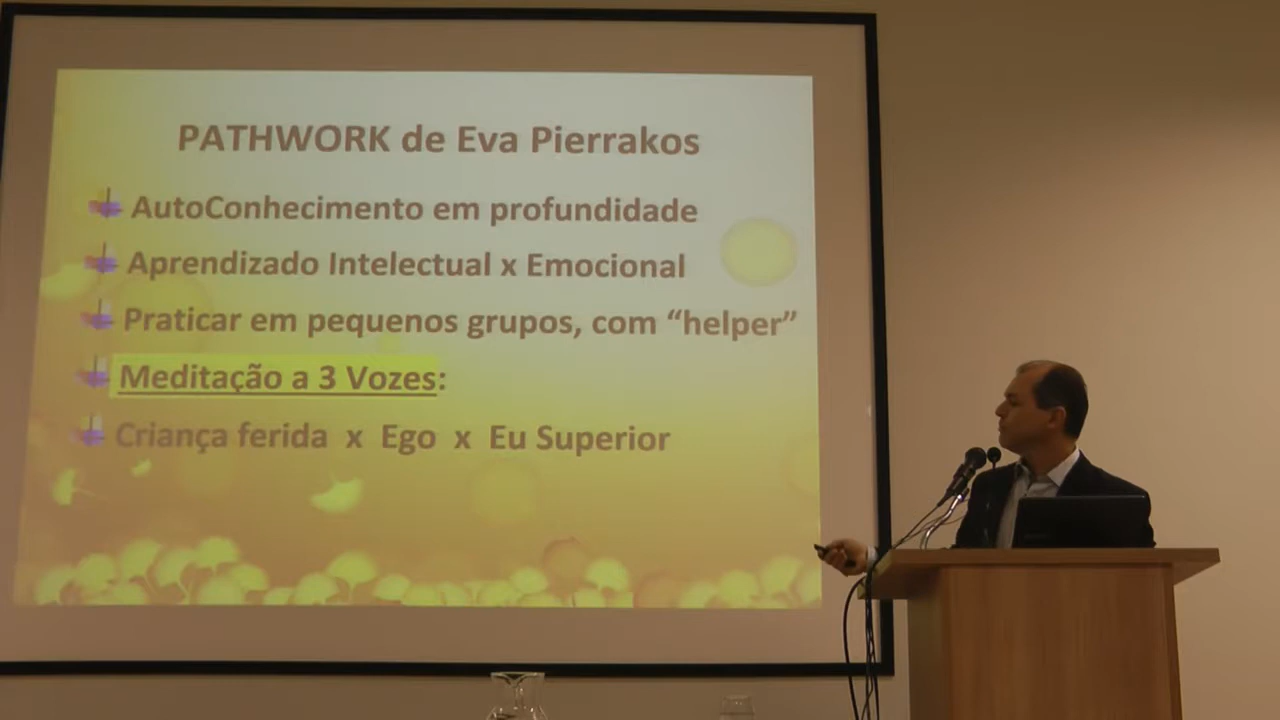 PATHWORK de Eva Pierrakos
AutoConhecimento em profundidade
Aprendizado Intelectual x Emocional
Praticar em pequenos grupos, com “helper”
Meditação a 3 Vozes:
Criança ferida x Ego x Eu Superior